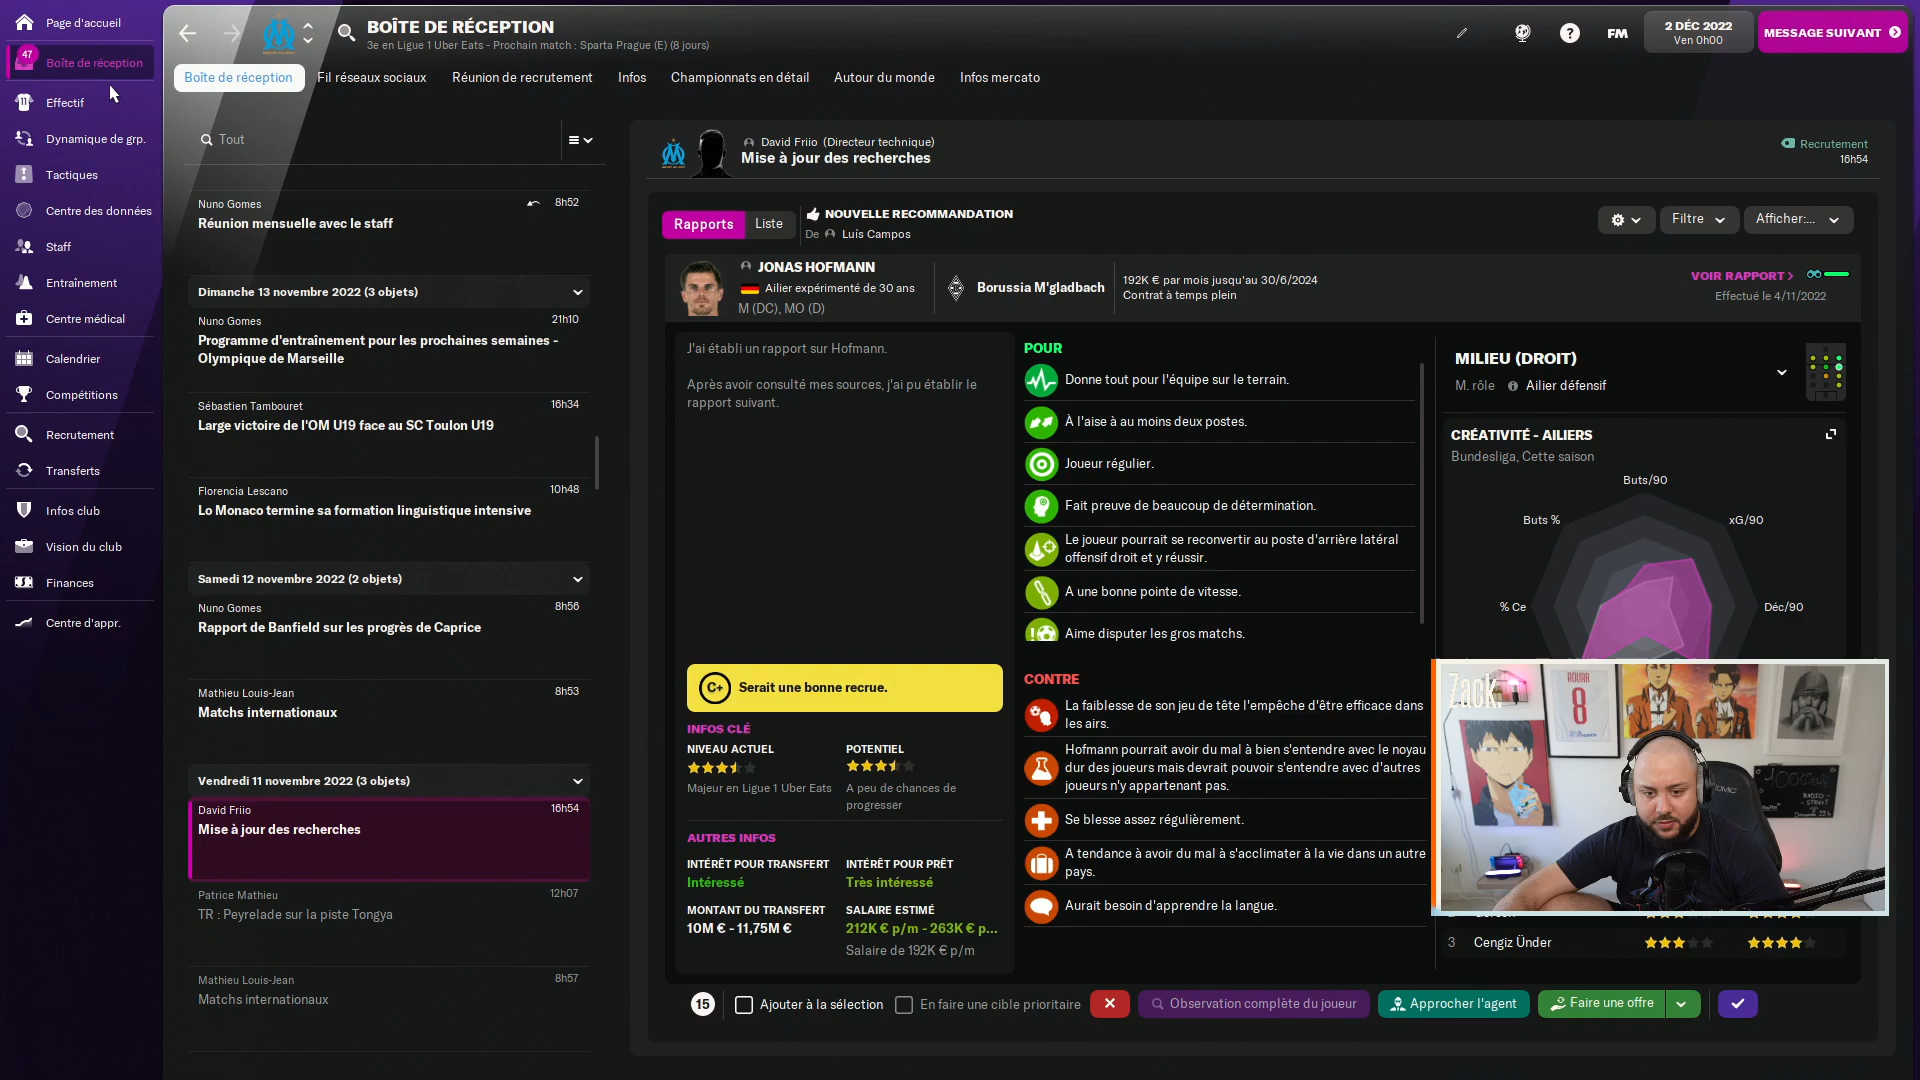 Page d'accueil
47
Boîte de réception
Effectif
Dynamique de grp.
Tactiques
Centre des données
Staff
Entraînement
Centre médical
Calendrier
Compétitions
Recrutement
Transferts
Infos club
Vision du club
Finances
Centre d'appr.
BOÎTE DE RÉCEPTION
3e en Ligue 1 Uber Eats - Prochain match : Sparta Prague (E) (8 jours)
FM
2 DÉC 2022
Ven 0h00
MESSAGE SUIVANT
Boîte de réception
Fil réseaux sociaux
Réunion de recrutement
Infos
Championnats en détail
Autour du monde
Infos mercato
Tout
Nuno Gomes
8h52
Réunion mensuelle avec le staff
Dimanche 13 novembre 2022 (3 objets)
Nuno Gomes
21h10
Programme d'entraînement pour les prochaines semaines -
Olympique de Marseille
Sébastien Tambouret
16h34
Large victoire de l'OM U19 face au SC Toulon U19
Florencia Lescano
10h48
Lo Monaco termine sa formation linguistique intensive
Samedi 12 novembre 2022 (2 objets)
Nuno Gomes
8h56
Rapport de Banfield sur les progrès de Caprice
Mathieu Louis-Jean
8h53
Matchs internationaux
Vendredi 11 novembre 2022 (3 objets)
David Friio
16h54
Mise à jour des recherches
Patrice Mathieu
12h07
TR : Peyrelade sur la piste Tongya
Mathieu Louis-Jean
8h57
Matchs internationaux
David Friio (Directeur technique)
Mise à jour des recherches
Recrutement
16h54
Rapports
Liste
NOUVELLE RECOMMANDATION
De Luís Campos
Filtre
Afficher:...
JONAS HOFMANN
Ailier expérimenté de 30 ans
M (DC), MO (D)
Borussia M'gladbach
192K € par mois jusqu'au 30/6/2024
Contrat à temps plein
VOIR RAPPORT >
Effectué le 4/11/2022
J'ai établi un rapport sur Hofmann.
Après avoir consulté mes sources, j'ai pu établir le
rapport suivant.
C+
Serait une bonne recrue.
INFOS CLÉ
NIVEAU ACTUEL
POTENTIEL
Majeur en Ligue 1 Uber Eats
A peu de chances de
progresser
AUTRES INFOS
INTÉRÊT POUR TRANSFERT
INTÉRÊT POUR PRÊT
Intéressé
Très intéressé
MONTANT DU TRANSFERT
SALAIRE ESTIMÉ
10M € - 11,75M €
212K € p/m - 263K € p...
Salaire de 192K € p/m
POUR
Donne tout pour l'équipe sur le terrain.
À l'aise à au moins deux postes.
Joueur régulier.
Fait preuve de beaucoup de détermination.
Le joueur pourrait se reconvertir au poste d'arrière latéral
offensif droit et y réussir.
A une bonne pointe de vitesse.
Aime disputer les gros matchs.
CONTRE
La faiblesse de son jeu de tête l'empêche d'être efficace dans
les airs.
Hofmann pourrait avoir du mal à bien s'entendre avec le noyau
dur des joueurs mais devrait pouvoir s'entendre avec d'autres
joueurs n'y appartenant pas.
Se blesse assez régulièrement.
A tendance à avoir du mal à s'acclimater à la vie dans un autre
pays.
Aurait besoin d'apprendre la langue.
MILIEU (DROIT)
M. rôle
Ailier défensif
CRÉATIVITÉ - AILIERS
Bundesliga, Cette saison
Buts/90
Buts %
xG/90
% Ce
Déc/90
Zack.
ROUAR
8
3
Cengiz Ünder
15
Ajouter à la sélection
En faire une cible prioritaire
Observation complète du joueur
Approcher l'agent
Faire une offre